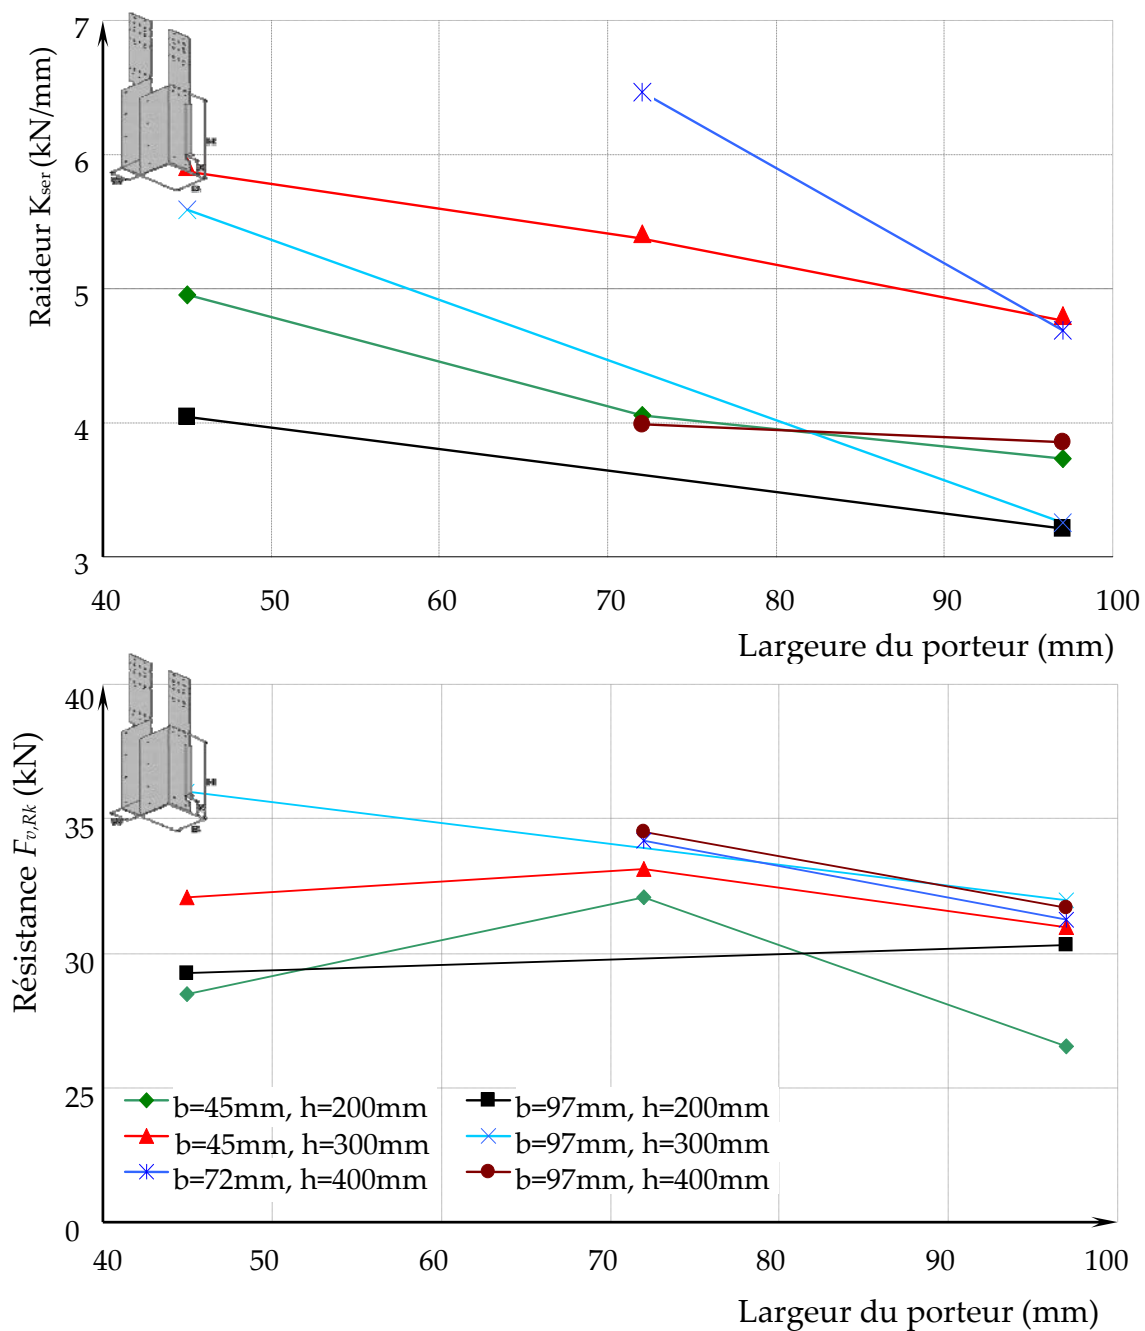 7
6
5
4
3
Raideur Kser (kN/mm)
40 50 60 70 80 90 100
Largeure du porteur (mm)
40
35
30
25
0
Résistance Fv,Rk (kN)
b=45mm, h=200mm
b=97mm, h=200mm
b=45mm, h=300mm
b=97mm, h=300mm
b=72mm, h=400mm
b=97mm, h=400mm
40 50 60 70 80 90 100
Largeur du porteur (mm)